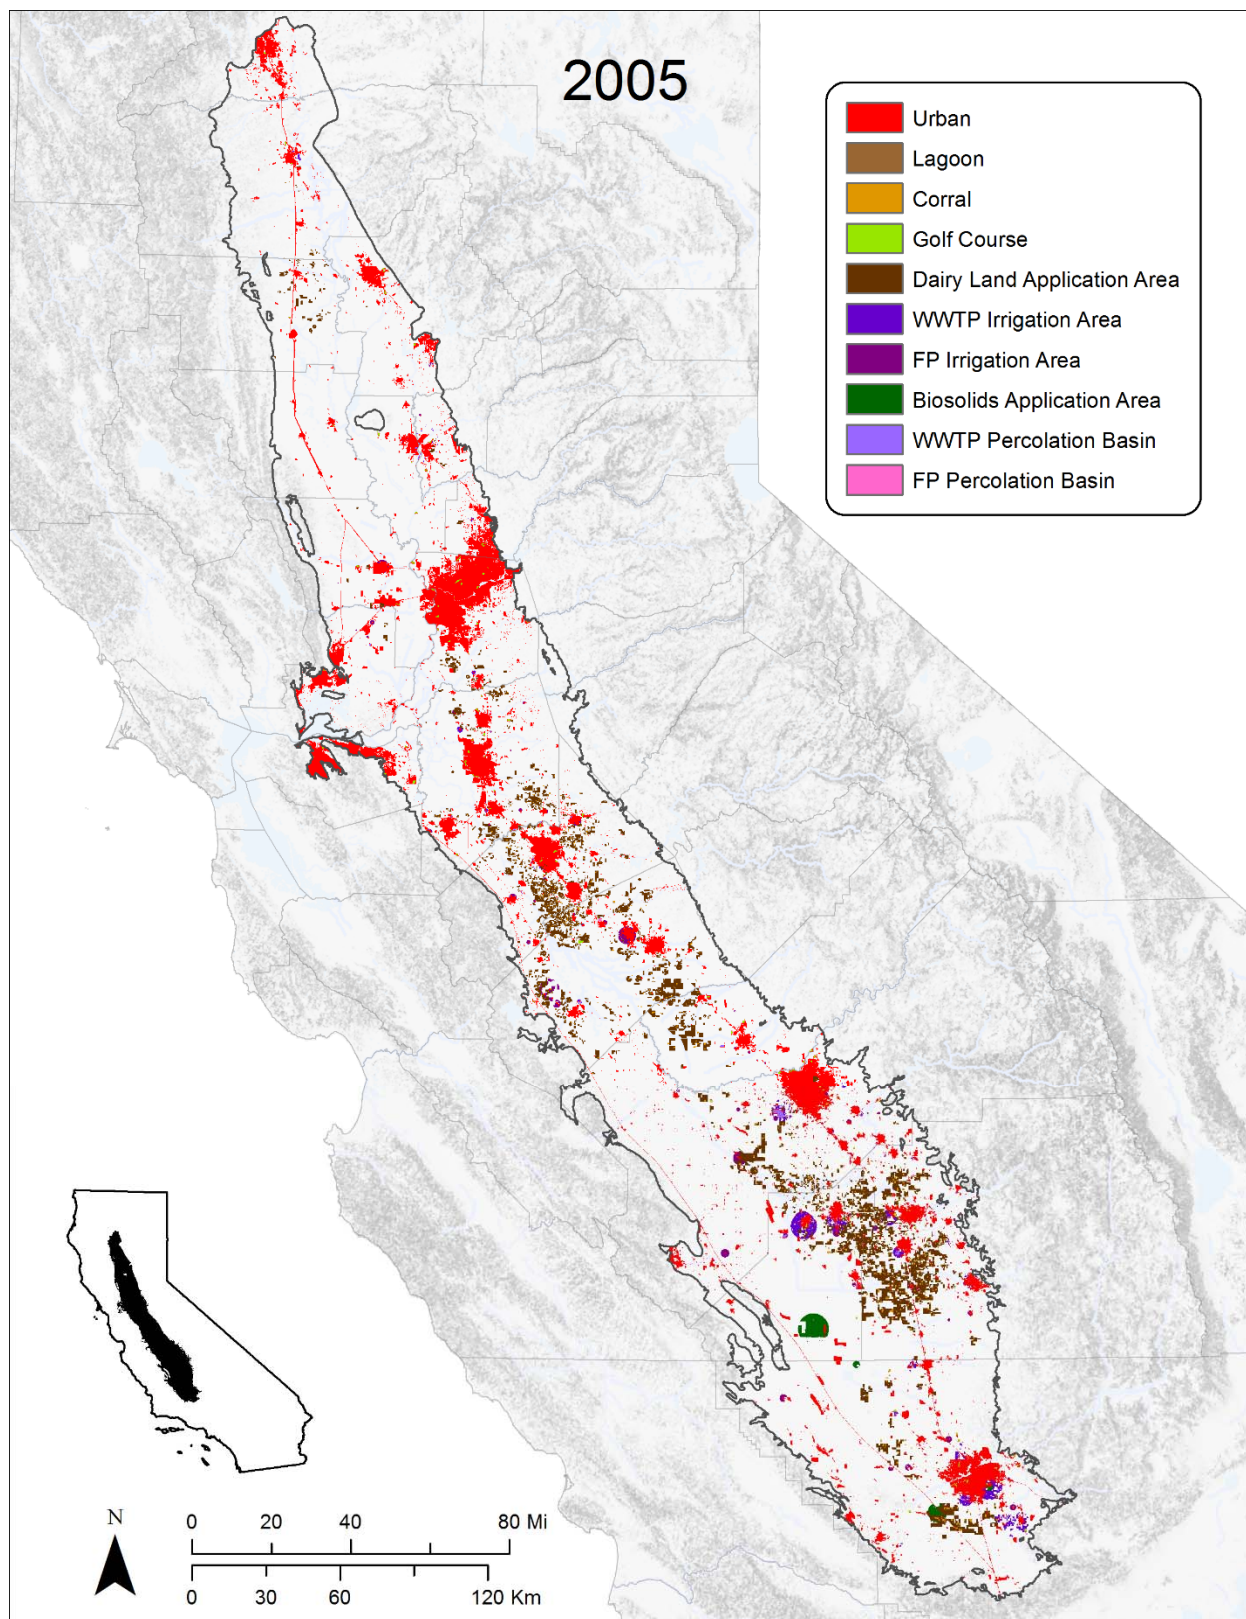 2005
Urban
Lagoon
Corral
Golf Course
Dairy Land Application Area
WWTP Irrigation Area
FP Irrigation Area
Biosolids Application Area
WWTP Percolation Basin
FP Percolation Basin
N
0 20 40 80 Mi
0 30 60 120 Km